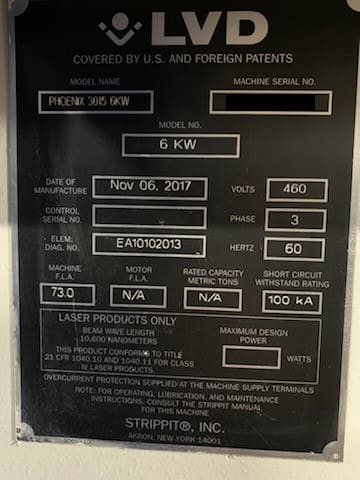 LVD
COVERED BY U.S. AND FOREIGN PATENTS
MODEL NAME
MACHINE SERIAL NO.
PHOENIX 3015 6KW
MODEL NO.
6 KW
DATE OF MANUFACTURE
Nov 06, 2017
VOLTS
460
CONTROL SERIAL NO.
PHASE
3
ELEM. DIAG. NO.
EA10102013
HERTZ
60
MACHINE F.L.A.
MOTOR F.L.A.
RATED CAPACITY METRIC TONS
SHORT CIRCUIT WITHSTAND RATING
73.0
N/A
N/A
100 kA
LASER PRODUCTS ONLY
BEAM WAVE LENGTH
10,600 NANOMETERS
THIS PRODUCT CONFORMS TO TITLE
21 CFR 1040.10 AND 1040.11 FOR CLASS
IV LASER PRODUCTS.
MAXIMUM DESIGN
POWER
WATTS
OVERCURRENT PROTECTION SUPPLIED AT THE MACHINE SUPPLY TERMINALS
NOTE: FOR OPERATING, LUBRICATION, AND MAINTENANCE
INSTRUCTIONS, CONSULT THE STRIPPIT MANUAL
FOR THIS MACHINE
STRIPPIT®, INC.
AKRON, NEW YORK 14001